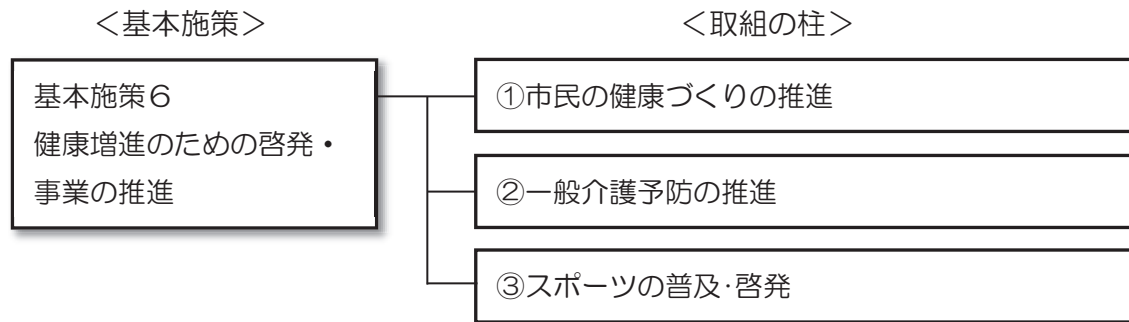 ＜基本施策＞
＜取組の柱＞
基本施策６
健康増進のための啓発・
事業の推進
①市民の健康づくりの推進
②一般介護予防の推進
③スポーツの普及･啓発